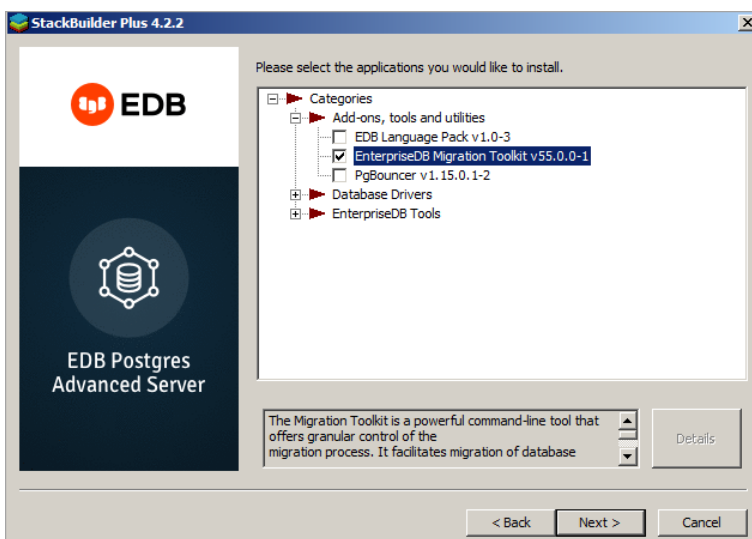 StackBuilder Plus 4.2.2
EDB
EDB Postgres
Advanced Server
Please select the applications you would like to install.
Categories
Add-ons, tools and utilities
EDB Language Pack v1.0-3
EnterpriseDB Migration Toolkit v55.0.0-1
PgBouncer v1.15.0.1-2
Database Drivers
EnterpriseDB Tools
The Migration Toolkit is a powerful command-line tool that
offers granular control of the
migration process. It facilitates migration of database
Details
< Back
Next >
Cancel